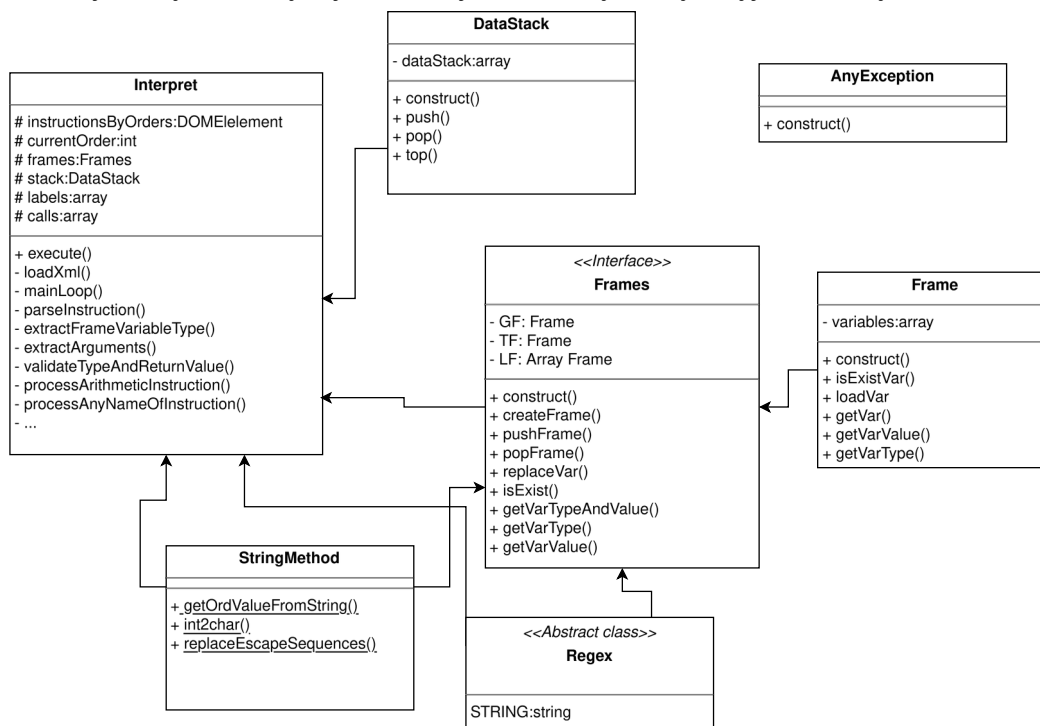 DataStack
- dataStack:array
+ construct()
+ push()
+ pop()
+ top()
AnyException
+ construct()
Interpret
# instructionsByOrders:DOMElelement
# currentOrder:int
# frames:Frames
# stack:DataStack
# labels:array
# calls:array
+ execute()
- loadXml()
- mainLoop()
- parseInstruction()
- extractFrameVariableType()
- extractArguments()
- validateTypeAndReturnValue()
- processArithmeticInstruction()
- processAnyNameOfInstruction()
- ...
<<Interface>>
Frames
- GF: Frame
- TF: Frame
- LF: Array Frame
+ construct()
+ createFrame()
+ pushFrame()
+ popFrame()
+ replaceVar()
+ isExist()
+ getVarTypeAndValue()
+ getVarType()
+ getVarValue()
Frame
- variables:array
+ construct()
+ isExistVar()
+ loadVar
+ getVar()
+ getVarValue()
+ getVarType()
StringMethod
+ getOrdValueFromString()
+ int2char()
+ replaceEscapeSequences()
<<Abstract class>>
Regex
STRING:string